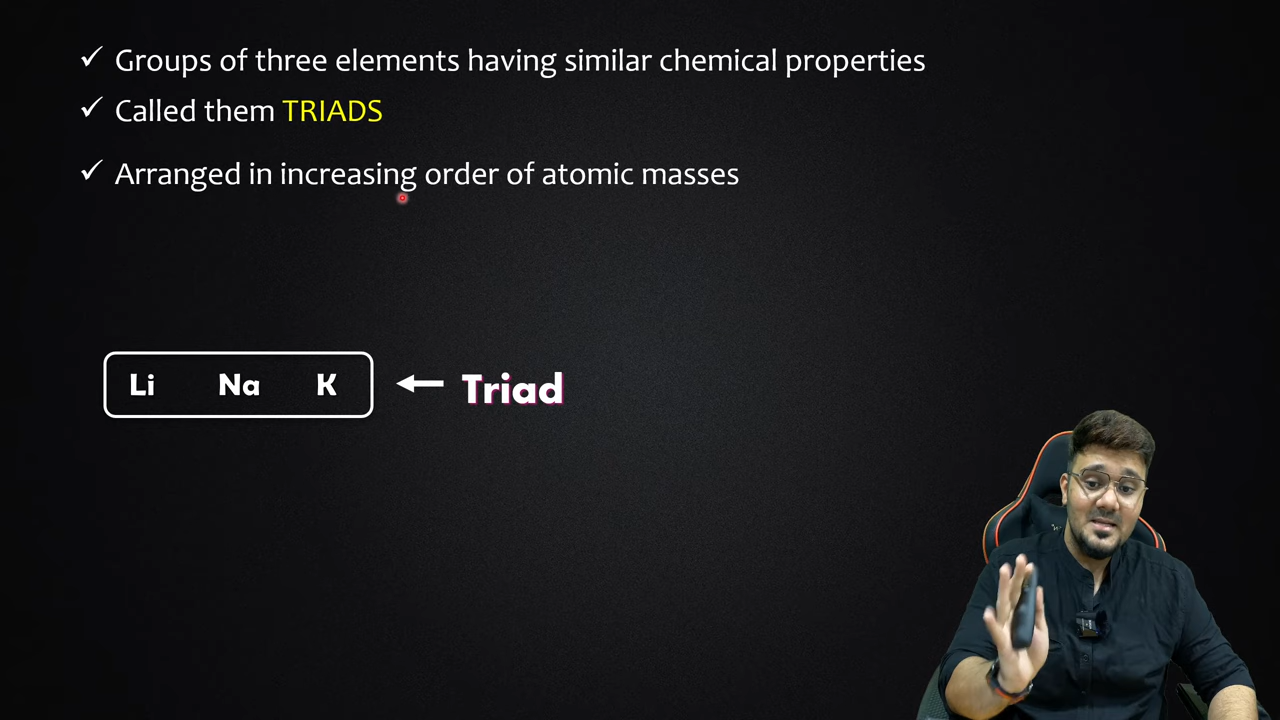 ✓ Groups of three elements having similar chemical properties
✓ Called them TRIADS
✓ Arranged in increasing order of atomic masses
Li Na K ← Triad